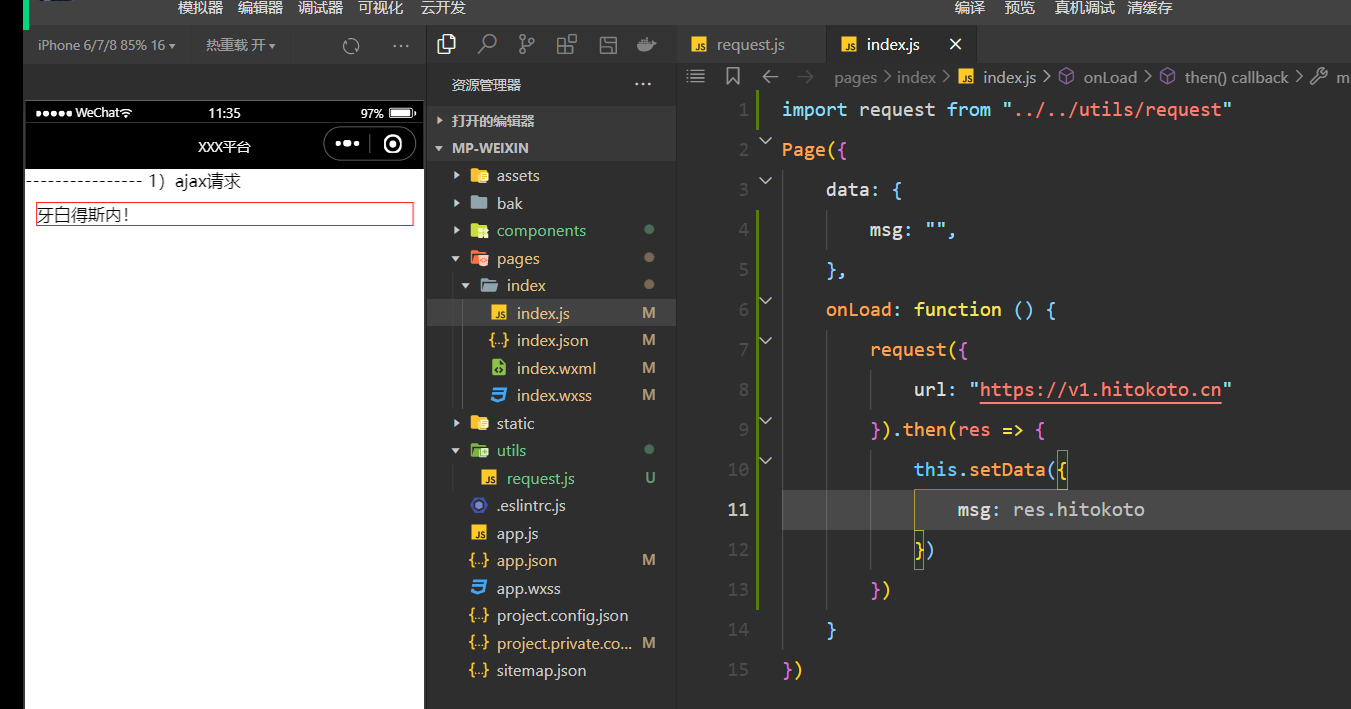 模拟器 编辑器 调试器 可视化 云开发 编译 预览 真机调试 清缓存
iPhone 6/7/8 85% 16 热重载 开
WeChat 11:35 97%
XXX平台
---------------- 1）ajax请求
牙白得斯内！
资源管理器
打开的编辑器
MP-WEIXIN
assets
bak
components
pages
index
index.js M
index.json M
index.wxml M
index.wxss M
static
utils
request.js U
.eslintrc.js
app.js
app.json M
app.wxss
project.config.json
project.private.co... M
sitemap.json
request.js index.js
pages > index > index.js > onLoad > then() callback > m
1 import request from "../../utils/request"
2 Page({
3 data: {
4 msg: "",
5 },
6 onLoad: function () {
7 request({
8 url: "https://v1.hitokoto.cn"
9 }).then(res => {
10 this.setData({
11 msg: res.hitokoto
12 })
13 })
14 }
15 })